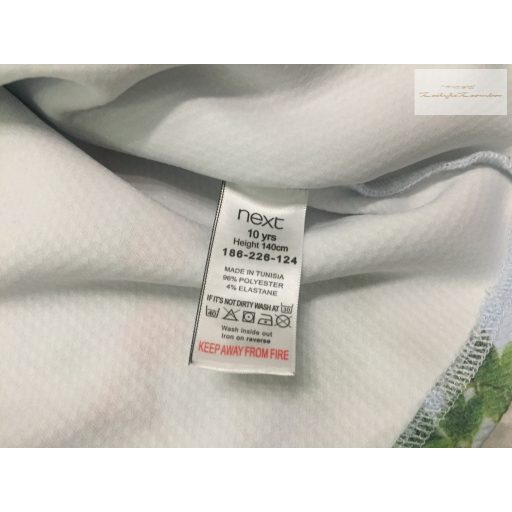 next
10 yrs
Height 140cm
186-226-124
MADE IN TUNISIA
96% POLYESTER
4% ELASTANE
IF IT'S NOT DIRTY WASH AT 30
40
Wash inside out
Iron on reverse
KEEP AWAY FROM FIRE